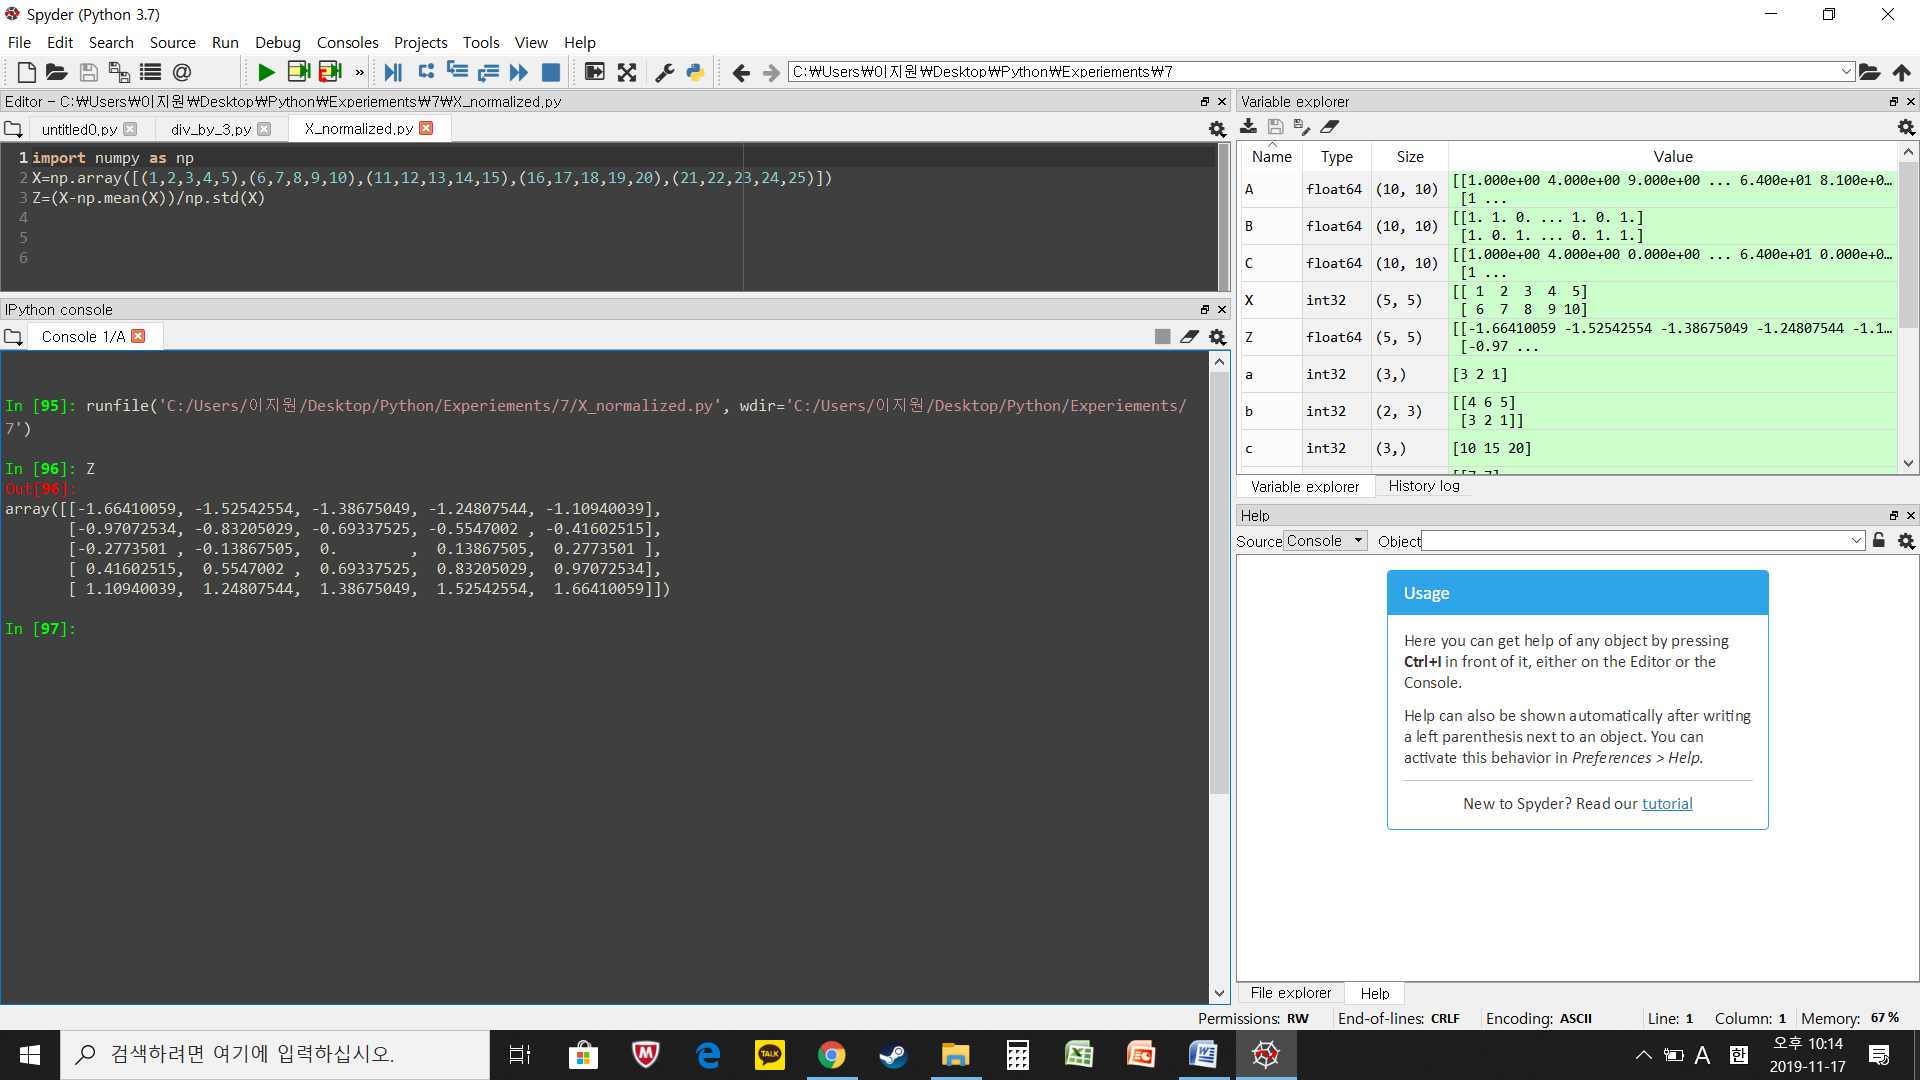 Spyder (Python 3.7)
File Edit Search Source Run Debug Consoles Projects Tools View Help
C:₩Users₩이지원₩Desktop₩Python₩Experiements₩7
Editor - C:₩Users₩이지원₩Desktop₩Python₩Experiements₩7₩X_normalized.py
untitled0.py div_by_3.py X_normalized.py
1 import numpy as np
2 X=np.array([(1,2,3,4,5),(6,7,8,9,10),(11,12,13,14,15),(16,17,18,19,20),(21,22,23,24,25)])
3 Z=(X-np.mean(X))/np.std(X)
4
5
6
IPython console
Console 1/A
In [95]: runfile('C:/Users/이지원/Desktop/Python/Experiements/7/X_normalized.py', wdir='C:/Users/이지원/Desktop/Python/Experiements/
7')
In [96]: Z
Out[96]:
array([[-1.66410059, -1.52542554, -1.38675049, -1.24807544, -1.10940039],
[-0.97072534, -0.83205029, -0.69337525, -0.5547002 , -0.41602515],
[-0.2773501 , -0.13867505, 0. , 0.13867505, 0.2773501 ],
[ 0.41602515, 0.5547002 , 0.69337525, 0.83205029, 0.97072534],
[ 1.10940039, 1.24807544, 1.38675049, 1.52542554, 1.66410059]])
In [97]:
Variable explorer
Name Type Size Value
A float64 (10, 10) [[1.000e+00 4.000e+00 9.000e+00 ... 6.400e+01 8.100e+0…
[1 ...
B float64 (10, 10) [[1. 1. 0. ... 1. 0. 1.]
[1. 0. 1. ... 0. 1. 1.]
C float64 (10, 10) [[1.000e+00 4.000e+00 0.000e+00 ... 6.400e+01 0.000e+0…
[1 ...
X int32 (5, 5) [[ 1 2 3 4 5]
[ 6 7 8 9 10]
Z float64 (5, 5) [[-1.66410059 -1.52542554 -1.38675049 -1.24807544 -1.1…
[-0.97 ...
a int32 (3,) [3 2 1]
b int32 (2, 3) [[4 6 5]
[3 2 1]]
c int32 (3,) [10 15 20]
Variable explorer History log
Help
Source Console Object
Usage
Here you can get help of any object by pressing
Ctrl+I in front of it, either on the Editor or the
Console.
Help can also be shown automatically after writing
a left parenthesis next to an object. You can
activate this behavior in Preferences > Help.
New to Spyder? Read our tutorial
File explorer Help
Permissions: RW End-of-lines: CRLF Encoding: ASCII Line: 1 Column: 1 Memory: 67 %
검색하려면 여기에 입력하십시오.
TALK
A 한
오후 10:14
2019-11-17